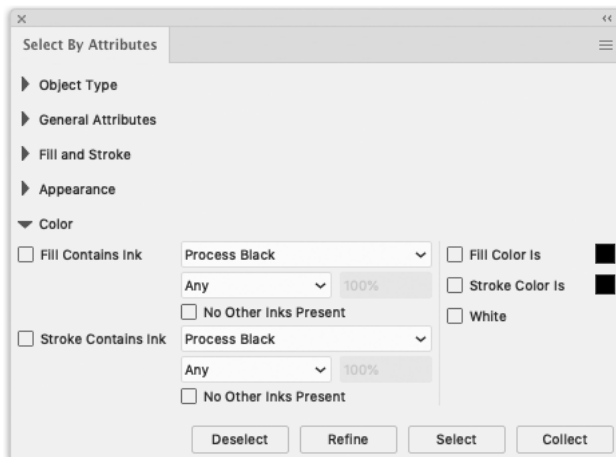 Select By Attributes
Object Type
General Attributes
Fill and Stroke
Appearance
Color
Fill Contains Ink Process Black Fill Color Is
Any 100% Stroke Color Is
No Other Inks Present White
Stroke Contains Ink Process Black
Any 100%
No Other Inks Present
Deselect Refine Select Collect